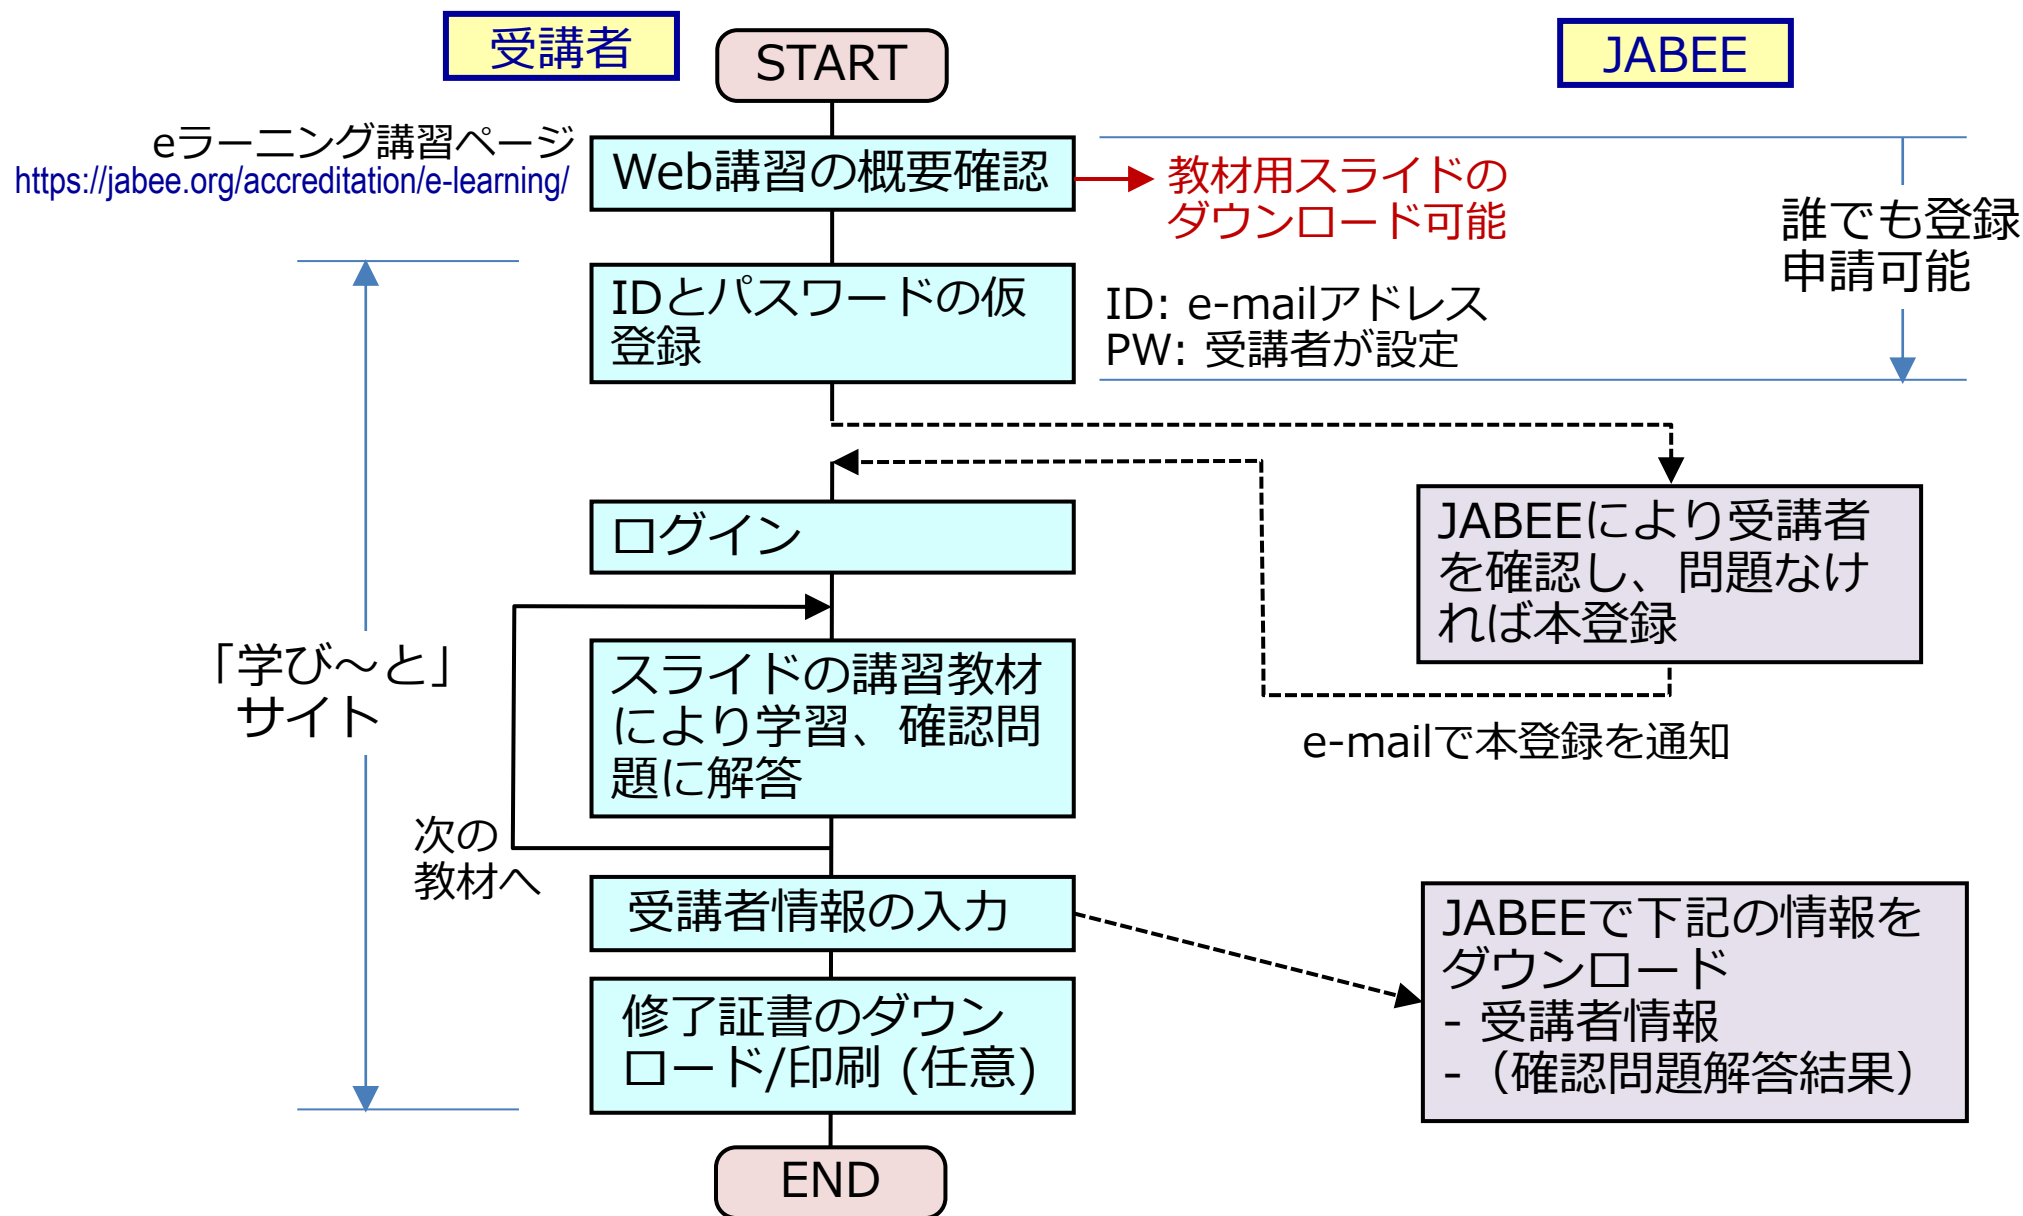 受講者
START
JABEE
eラーニング講習ページ
https://jabee.org/accreditation/e-learning/
Web講習の概要確認
教材用スライドの
ダウンロード可能
誰でも登録
申請可能
IDとパスワードの仮
登録
ID: e-mailアドレス
PW: 受講者が設定
ログイン
JABEEにより受講者
を確認し、問題なけ
れば本登録
「学び～と」
サイト
スライドの講習教材
により学習、確認問
題に解答
e-mailで本登録を通知
次の
教材へ
受講者情報の入力
JABEEで下記の情報を
ダウンロード
- 受講者情報
-（確認問題解答結果）
修了証書のダウン
ロード/印刷 (任意)
END